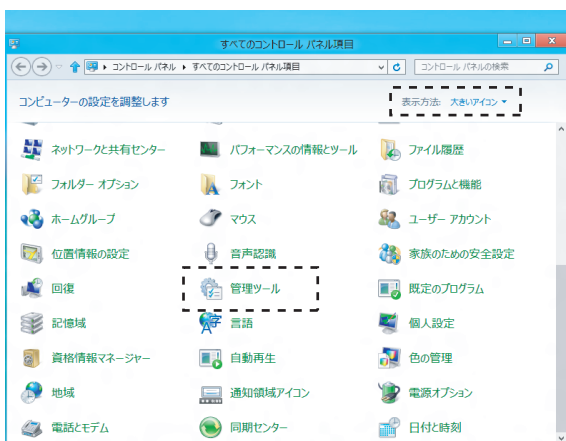 すべてのコントロール パネル項目
コントロール パネル ▸ すべてのコントロール パネル項目
コントロール パネルの検索
コンピューターの設定を調整します
表示方法: 大きいアイコン
ネットワークと共有センター
パフォーマンスの情報とツール
ファイル履歴
フォルダー オプション
フォント
プログラムと機能
ホームグループ
マウス
ユーザー アカウント
位置情報の設定
音声認識
家族のための安全設定
回復
管理ツール
既定のプログラム
記憶域
言語
個人設定
資格情報マネージャー
自動再生
色の管理
地域
通知領域アイコン
電源オプション
電話とモデム
同期センター
日付と時刻